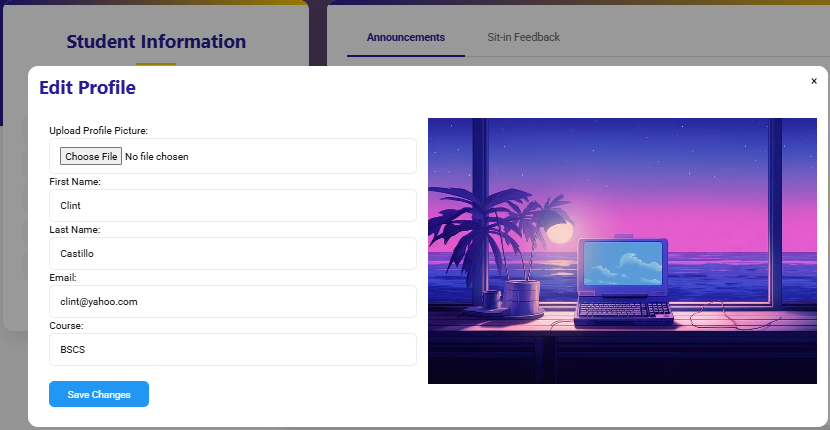 Student Information
Announcements Sit-in Feedback
Edit Profile
×
Upload Profile Picture:
Choose File No file chosen
First Name:
Clint
Last Name:
Castillo
Email:
clint@yahoo.com
Course:
BSCS
Save Changes